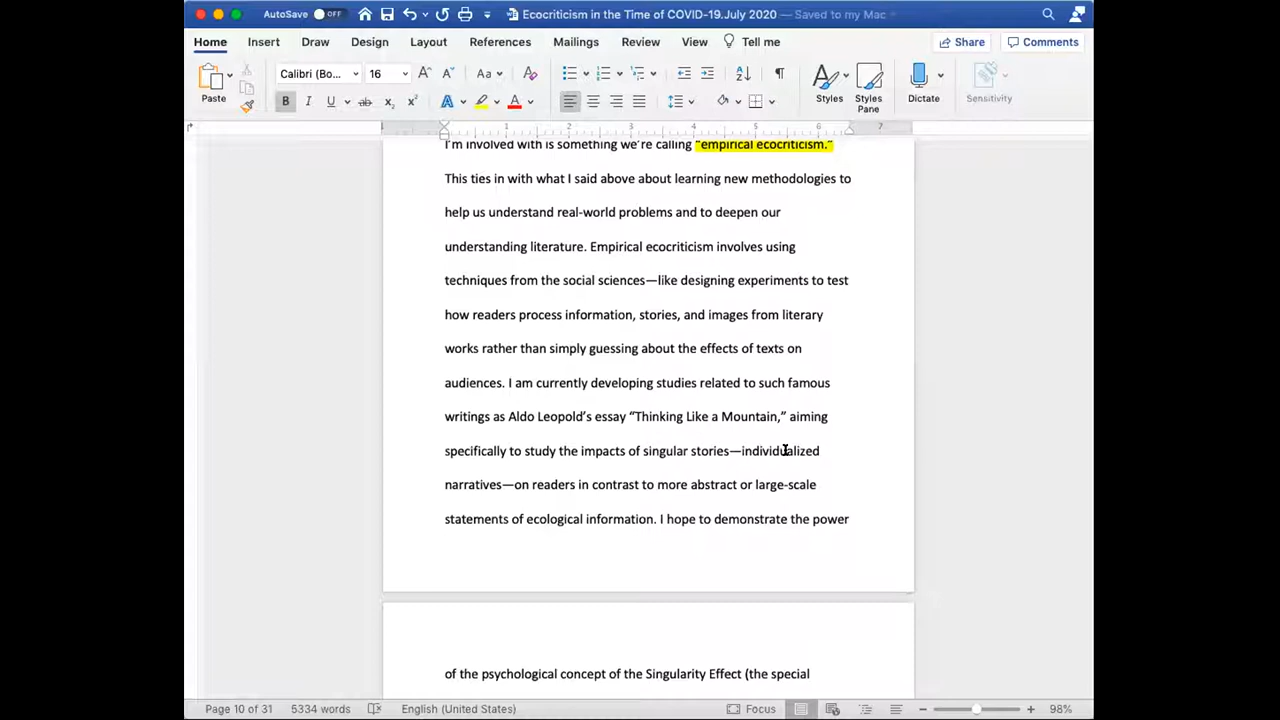 AutoSave OFF Ecocriticism in the Time of COVID-19.July 2020 — Saved to my Mac
Home Insert Draw Design Layout References Mailings Review View Tell me Share Comments
Calibri (Bo... 16
Paste Styles Styles Pane Dictate Sensitivity
1 1 2 3 4 5 6 7
I'm involved with is something we're calling “empirical ecocriticism.”
This ties in with what I said above about learning new methodologies to
help us understand real-world problems and to deepen our
understanding literature. Empirical ecocriticism involves using
techniques from the social sciences—like designing experiments to test
how readers process information, stories, and images from literary
works rather than simply guessing about the effects of texts on
audiences. I am currently developing studies related to such famous
writings as Aldo Leopold’s essay “Thinking Like a Mountain,” aiming
specifically to study the impacts of singular stories—individualized
narratives—on readers in contrast to more abstract or large-scale
statements of ecological information. I hope to demonstrate the power
of the psychological concept of the Singularity Effect (the special
Page 10 of 31 5334 words English (United States) Focus 98%